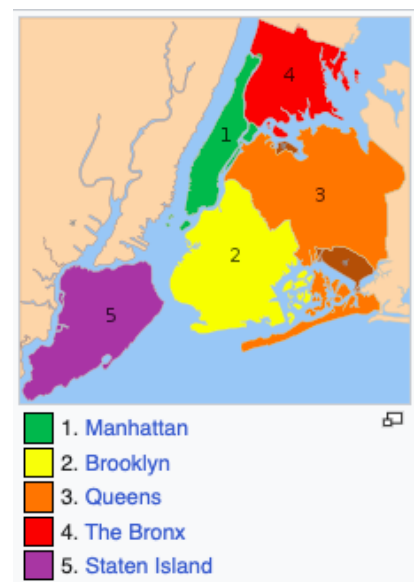 4
1
3
2
5
1. Manhattan
2. Brooklyn
3. Queens
4. The Bronx
5. Staten Island